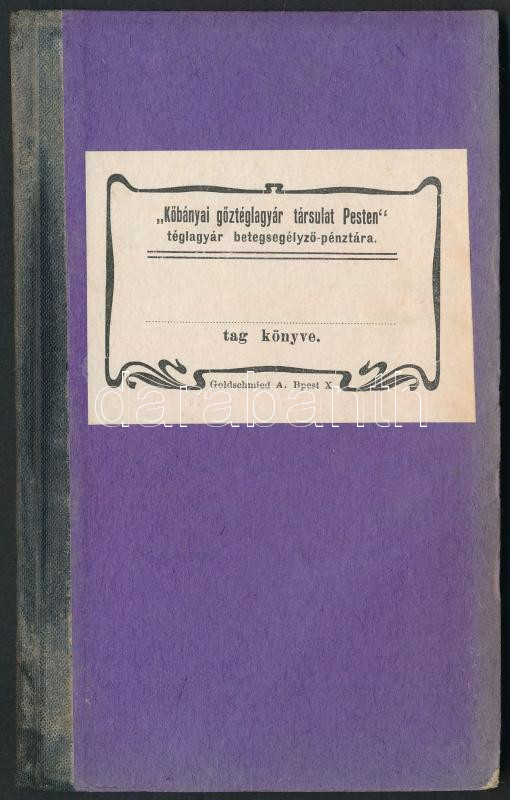 „Kőbányai gőztéglagyár társulat Pesten“
téglagyár betegsegélyző-pénztára.
tag könyve.
Goldschmied A. Bpest X.
darabanth